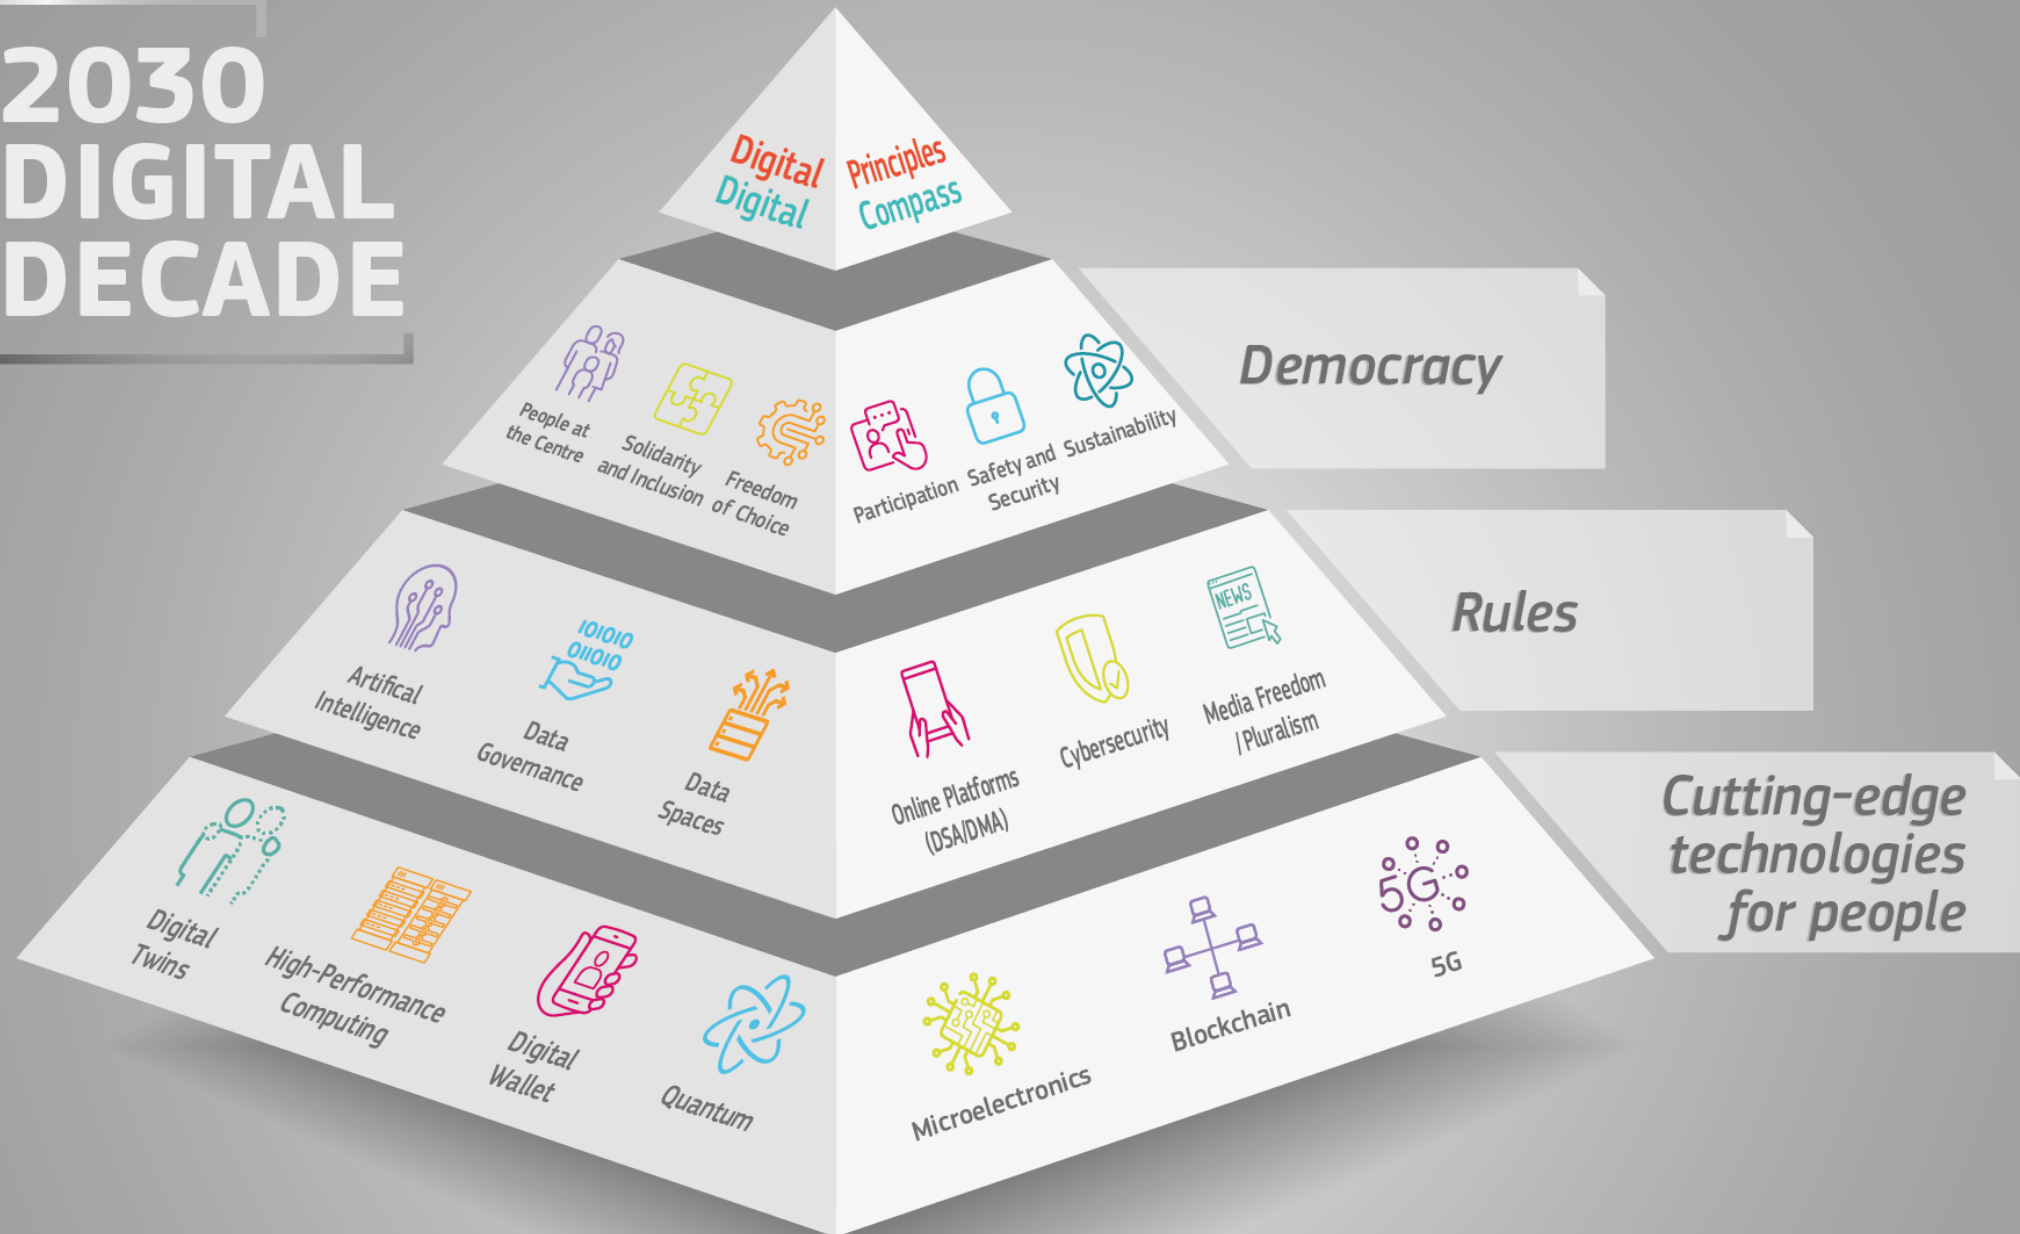 2030
DIGITAL
DECADE
Digital Principles
Digital Compass
People at
the Centre
Solidarity
and Inclusion
Freedom
of Choice
Participation
Safety and
Security
Sustainability
Democracy
Artifical
Intelligence
101010
011010
Data
Governance
Data
Spaces
Online Platforms
(DSA/DMA)
Cybersecurity
NEWS
Media Freedom
/Pluralism
Rules
Digital
Twins
High-Performance
Computing
Digital
Wallet
Quantum
Microelectronics
Blockchain
5G
5G
Cutting-edge
technologies
for people